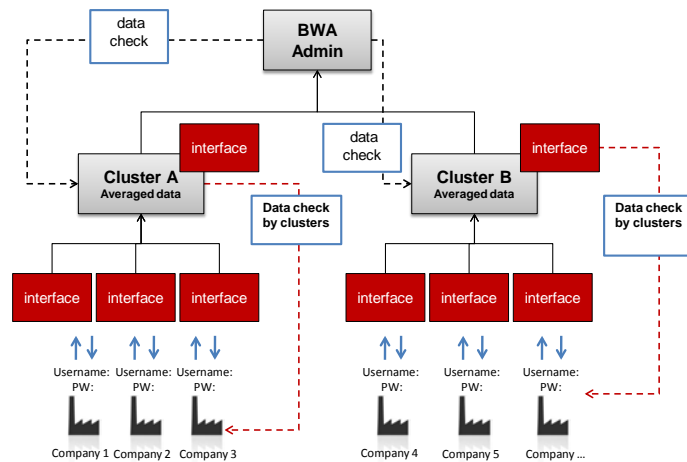 data
check
BWA
Admin
interface
data
check
interface
Cluster A
Averaged data
Cluster B
Averaged data
Data check
by clusters
Data check
by clusters
interface
interface
interface
interface
interface
interface
Username:
PW:
Username:
PW:
Username:
PW:
Username:
PW:
Username:
PW:
Username:
PW:
Company 1
Company 2
Company 3
Company 4
Company 5
Company ...